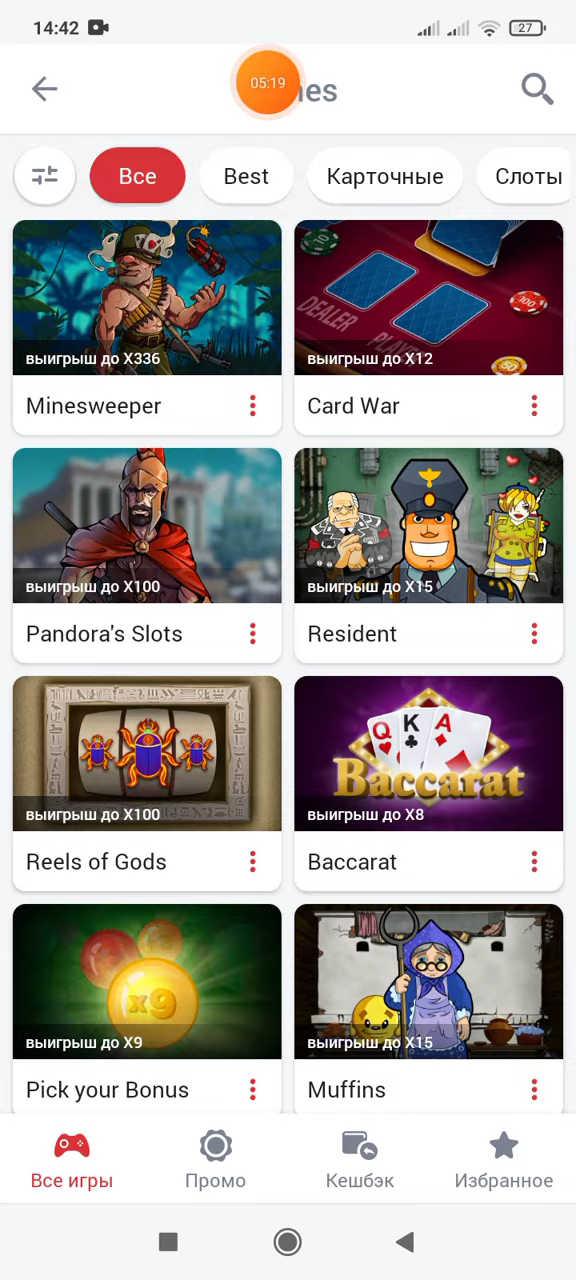 14:42
27
05:19
Все
Best
Карточные
Слоты
выигрыш до X336
Minesweeper
DEALER
100
50
выигрыш до X12
Card War
выигрыш до X100
Pandora's Slots
выигрыш до X15
Resident
выигрыш до X100
Reels of Gods
Q K A
Baccarat
выигрыш до X8
Baccarat
x9
выигрыш до X9
Pick your Bonus
выигрыш до X15
Muffins
Все игры
Промо
Кешбэк
Избранное